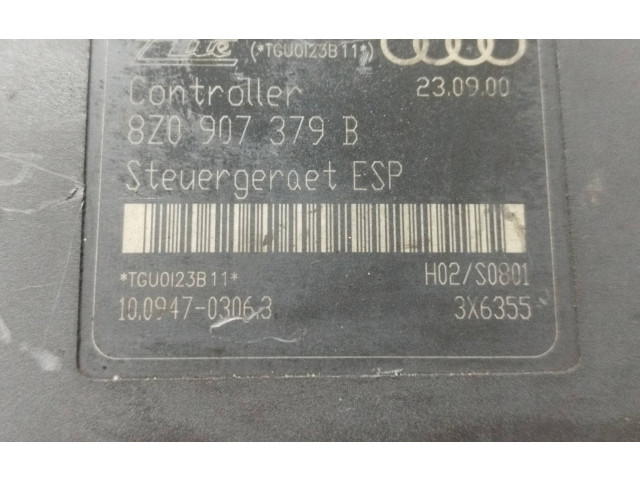 (*TGU0123B11*)
Controller 23.09.00
8Z0 907 379 B
Steuergeraet ESP
*TGU0123B11* H02/S0801
10.0947-0306.3 3X6355